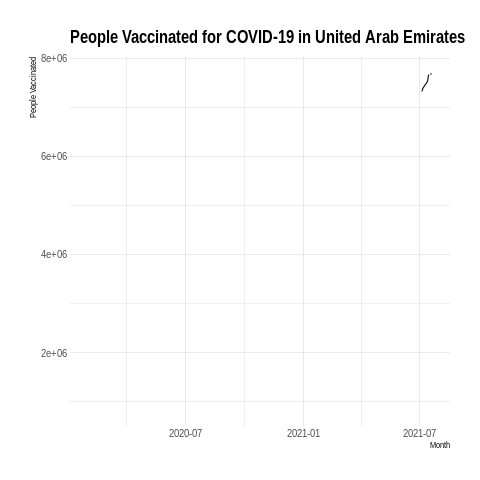 People Vaccinated for COVID-19 in United Arab Emirates
People Vaccinated
8e+06
6e+06
4e+06
2e+06
2020-07
2021-01
2021-07
Month